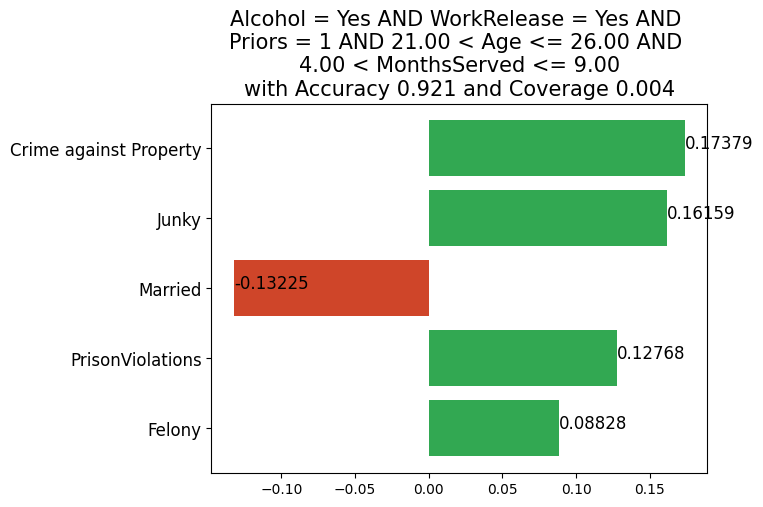 Alcohol = Yes AND WorkRelease = Yes AND
Priors = 1 AND 21.00 < Age <= 26.00 AND
4.00 < MonthsServed <= 9.00
with Accuracy 0.921 and Coverage 0.004
Crime against Property
0.17379
Junky
0.16159
Married
-0.13225
PrisonViolations
0.12768
Felony
0.08828
−0.10 −0.05 0.00 0.05 0.10 0.15